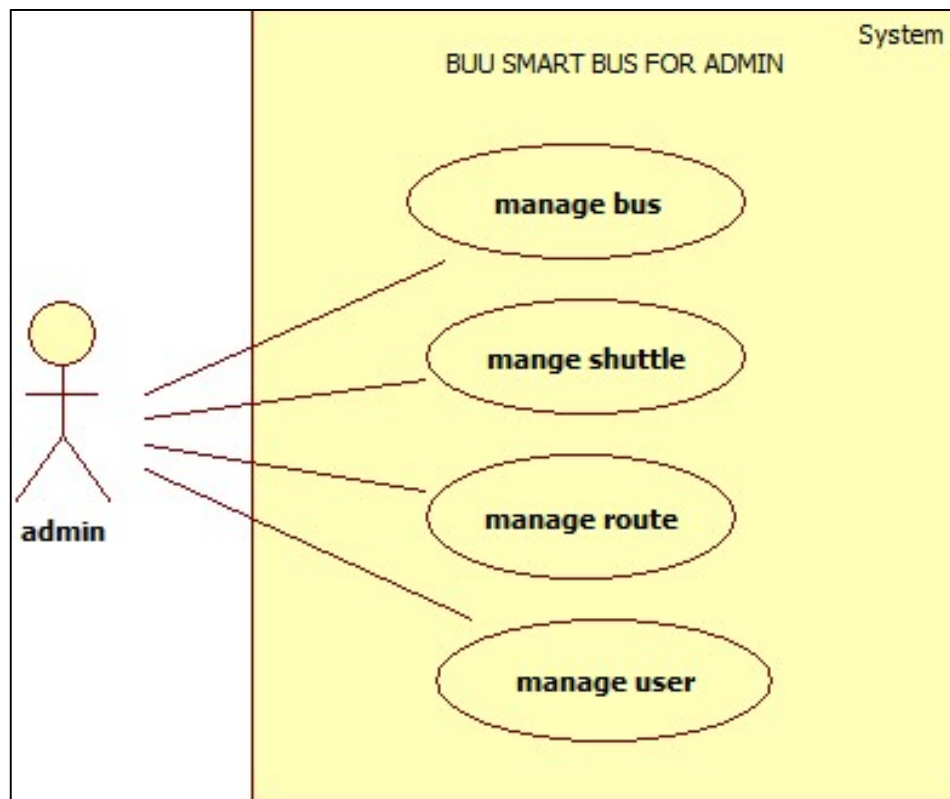 System
BUU SMART BUS FOR ADMIN
manage bus
mange shuttle
manage route
admin
manage user